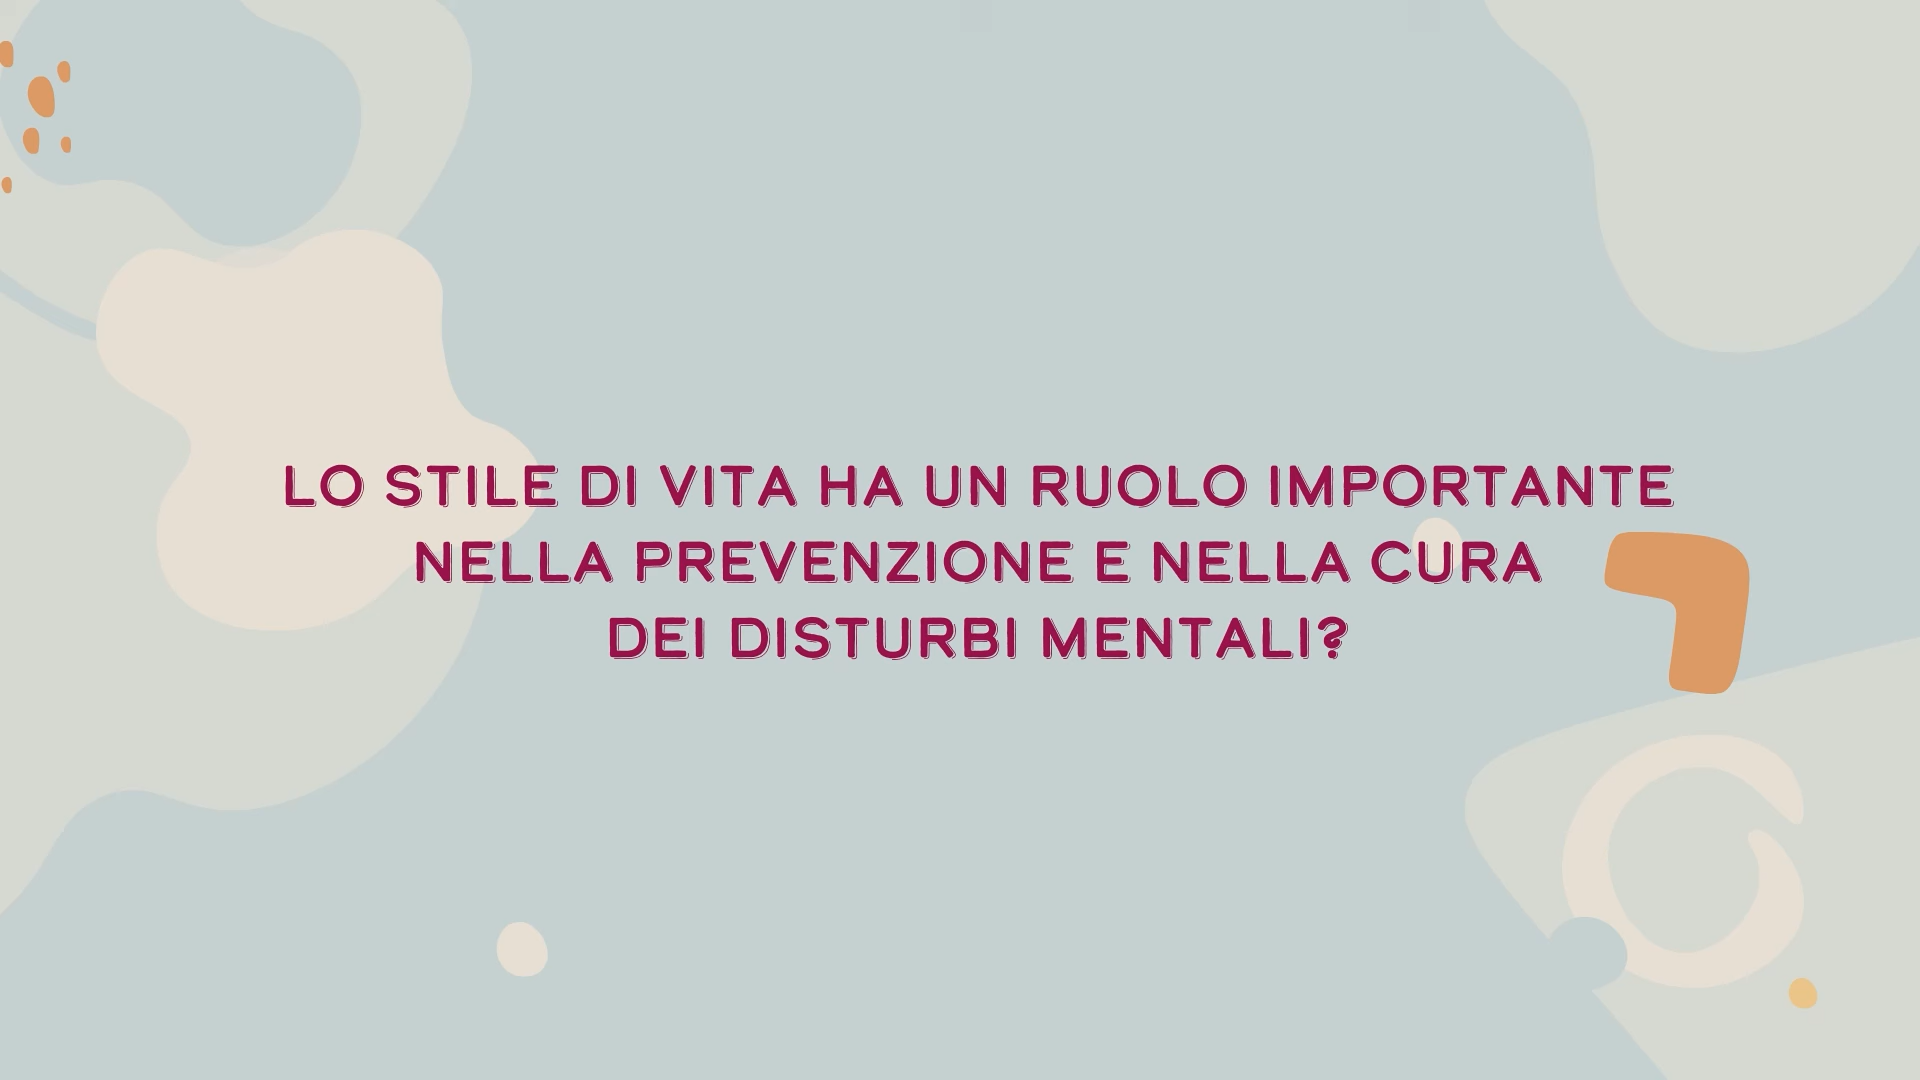 LO STILE DI VITA HA UN RUOLO IMPORTANTE
NELLA PREVENZIONE E NELLA CURA
DEI DISTURBI MENTALI?